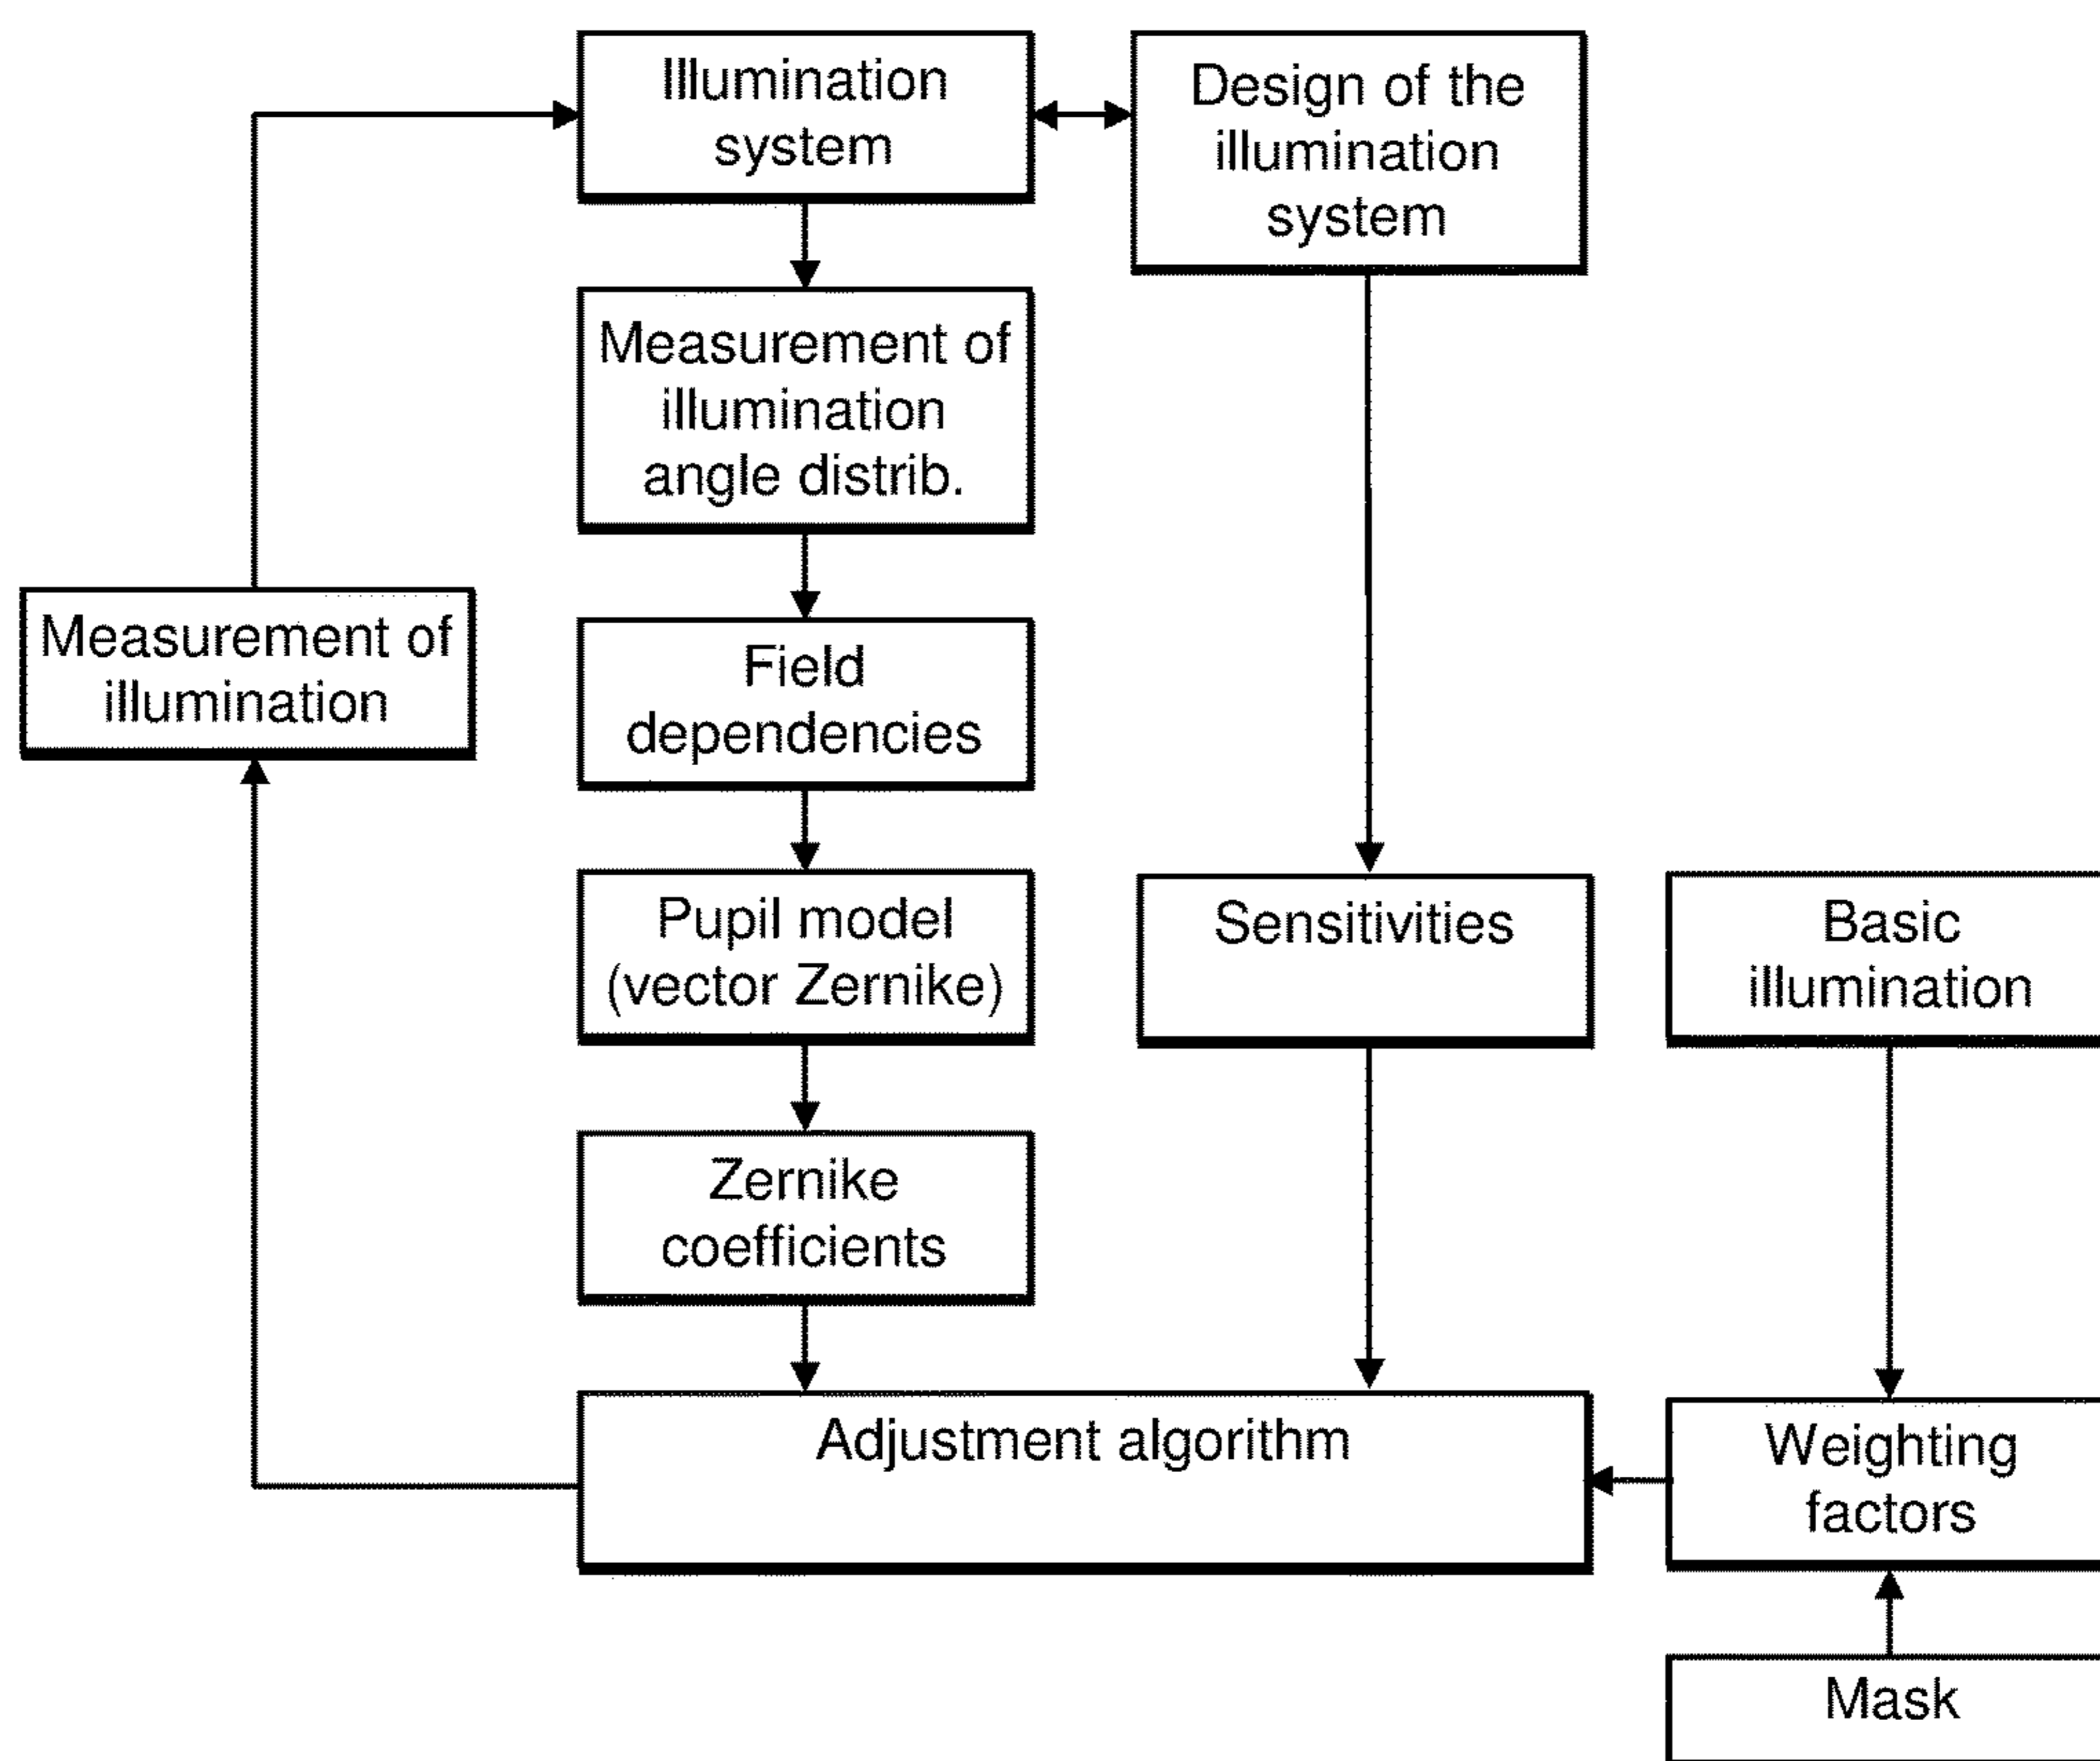 Illumination
system
Design of the
illumination
system
Measurement of
illumination
angle distrib.
Measurement of
illumination
Field
dependencies
Pupil model
(vector Zernike)
Sensitivities
Basic
illumination
Zernike
coefficients
Adjustment algorithm
Weighting
factors
Mask